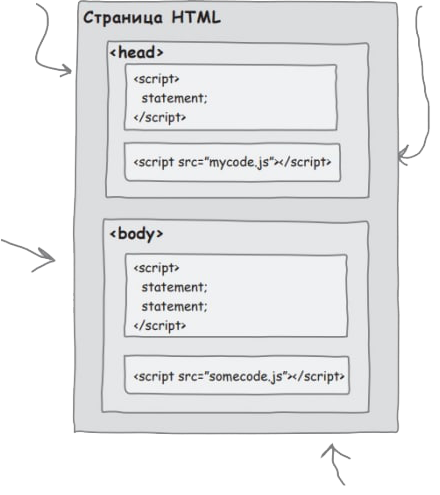 Страница HTML
<head>
<script>
statement;
</script>
<script src="mycode.js"></script>
<body>
<script>
statement;
statement;
</script>
<script src="somecode.js"></script>